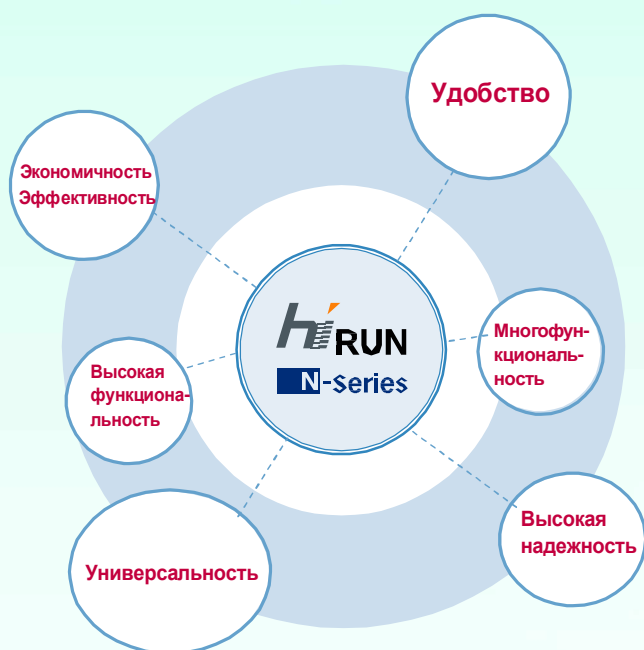 Удобство
Экономичность
Эффективность
hiRUN
N-Series
Многофун-
кциональ-
ность
Высокая
функциона-
льность
Высокая
надежность
Универсальность